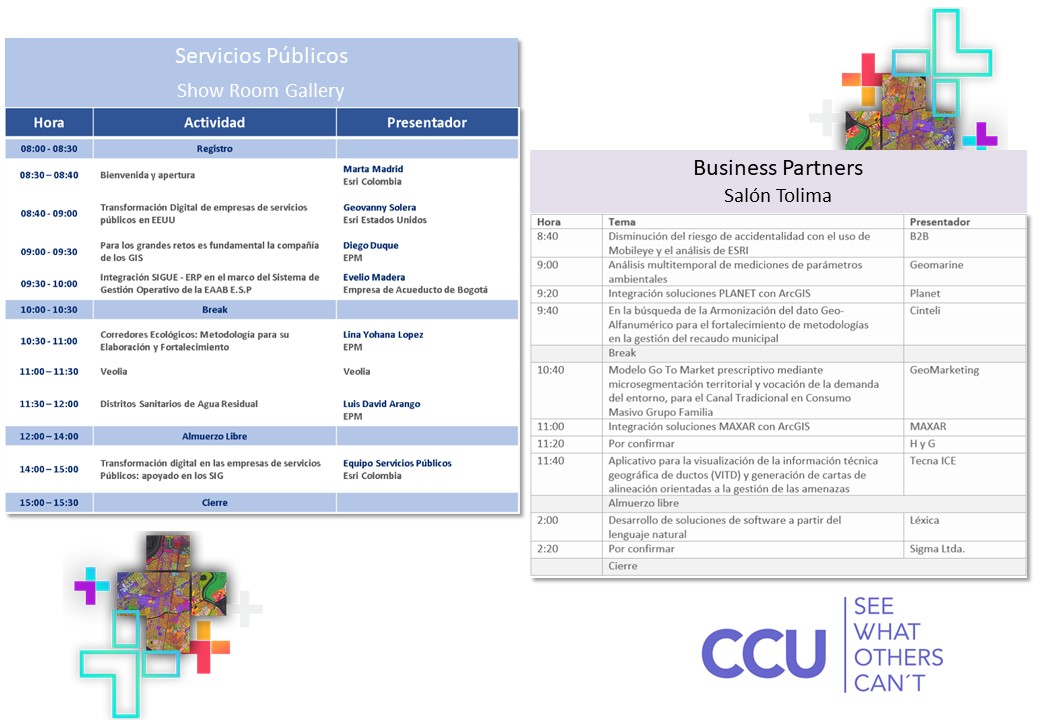 Servicios Públicos
Show Room Gallery
Hora Actividad Presentador
08:00 - 08:30 Registro
08:30 – 08:40 Bienvenida y apertura Marta Madrid
Esri Colombia
08:40 - 09:00 Transformación Digital de empresas de servicios
públicos en EEUU
Geovanny Solera
Esri Estados Unidos
09:00 - 09:30 Para los grandes retos es fundamental la compañía
de los GIS
Diego Duque
EPM
09:30 - 10:00 Integración SIGUE - ERP en el marco del Sistema de
Gestión Operativo de la EAAB E.S.P
Evelio Madera
Empresa de Acueducto de Bogotá
10:00 - 10:30 Break
10:30 - 11:00 Corredores Ecológicos: Metodología para su
Elaboración y Fortalecimiento
Lina Yohana Lopez
EPM
11:00 – 11:30 Veolia Veolia
11:30 – 12:00 Distritos Sanitarios de Agua Residual Luis David Arango
EPM
12:00 – 14:00 Almuerzo Libre
14:00 – 15:00 Transformación digital en las empresas de servicios
Públicos: apoyado en los SIG
Equipo Servicios Públicos
Esri Colombia
15:00 – 15:30 Cierre
Business Partners
Salón Tolima
Hora Tema Presentador
8:40 Disminución del riesgo de accidentalidad con el uso de
Mobileye y el análisis de ESRI
B2B
9:00 Análisis multitemporal de mediciones de parámetros
ambientales
Geomarine
9:20 Integración soluciones PLANET con ArcGIS Planet
9:40 En la búsqueda de la Armonización del dato Geo-
Alfanumérico para el fortalecimiento de metodologías
en la gestión del recaudo municipal
Cinteli
Break
10:40 Modelo Go To Market prescriptivo mediante
microsegmentación territorial y vocación de la demanda
del entorno, para el Canal Tradicional en Consumo
Masivo Grupo Familia
GeoMarketing
11:00 Integración soluciones MAXAR con ArcGIS MAXAR
11:20 Por confirmar H y G
11:40 Aplicativo para la visualización de la información técnica
geográfica de ductos (VITD) y generación de cartas de
alineación orientadas a la gestión de las amenazas
Tecna ICE
Almuerzo libre
2:00 Desarrollo de soluciones de software a partir del
lenguaje natural
Léxica
2:20 Por confirmar Sigma Ltda.
Cierre
CCU
SEE
WHAT
OTHERS
CAN´T